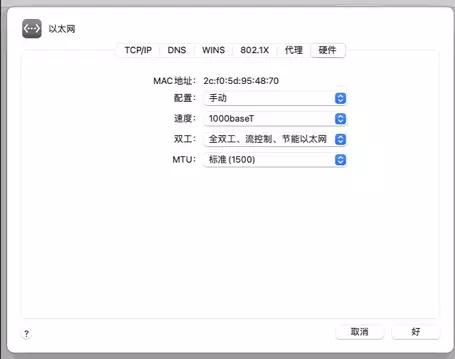 以太网
TCP/IP DNS WINS 802.1X 代理 硬件
MAC地址: 2c:f0:5d:95:48:70
配置: 手动
速度: 1000baseT
双工: 全双工、流控制、节能以太网
MTU: 标准 (1500)
? 取消 好